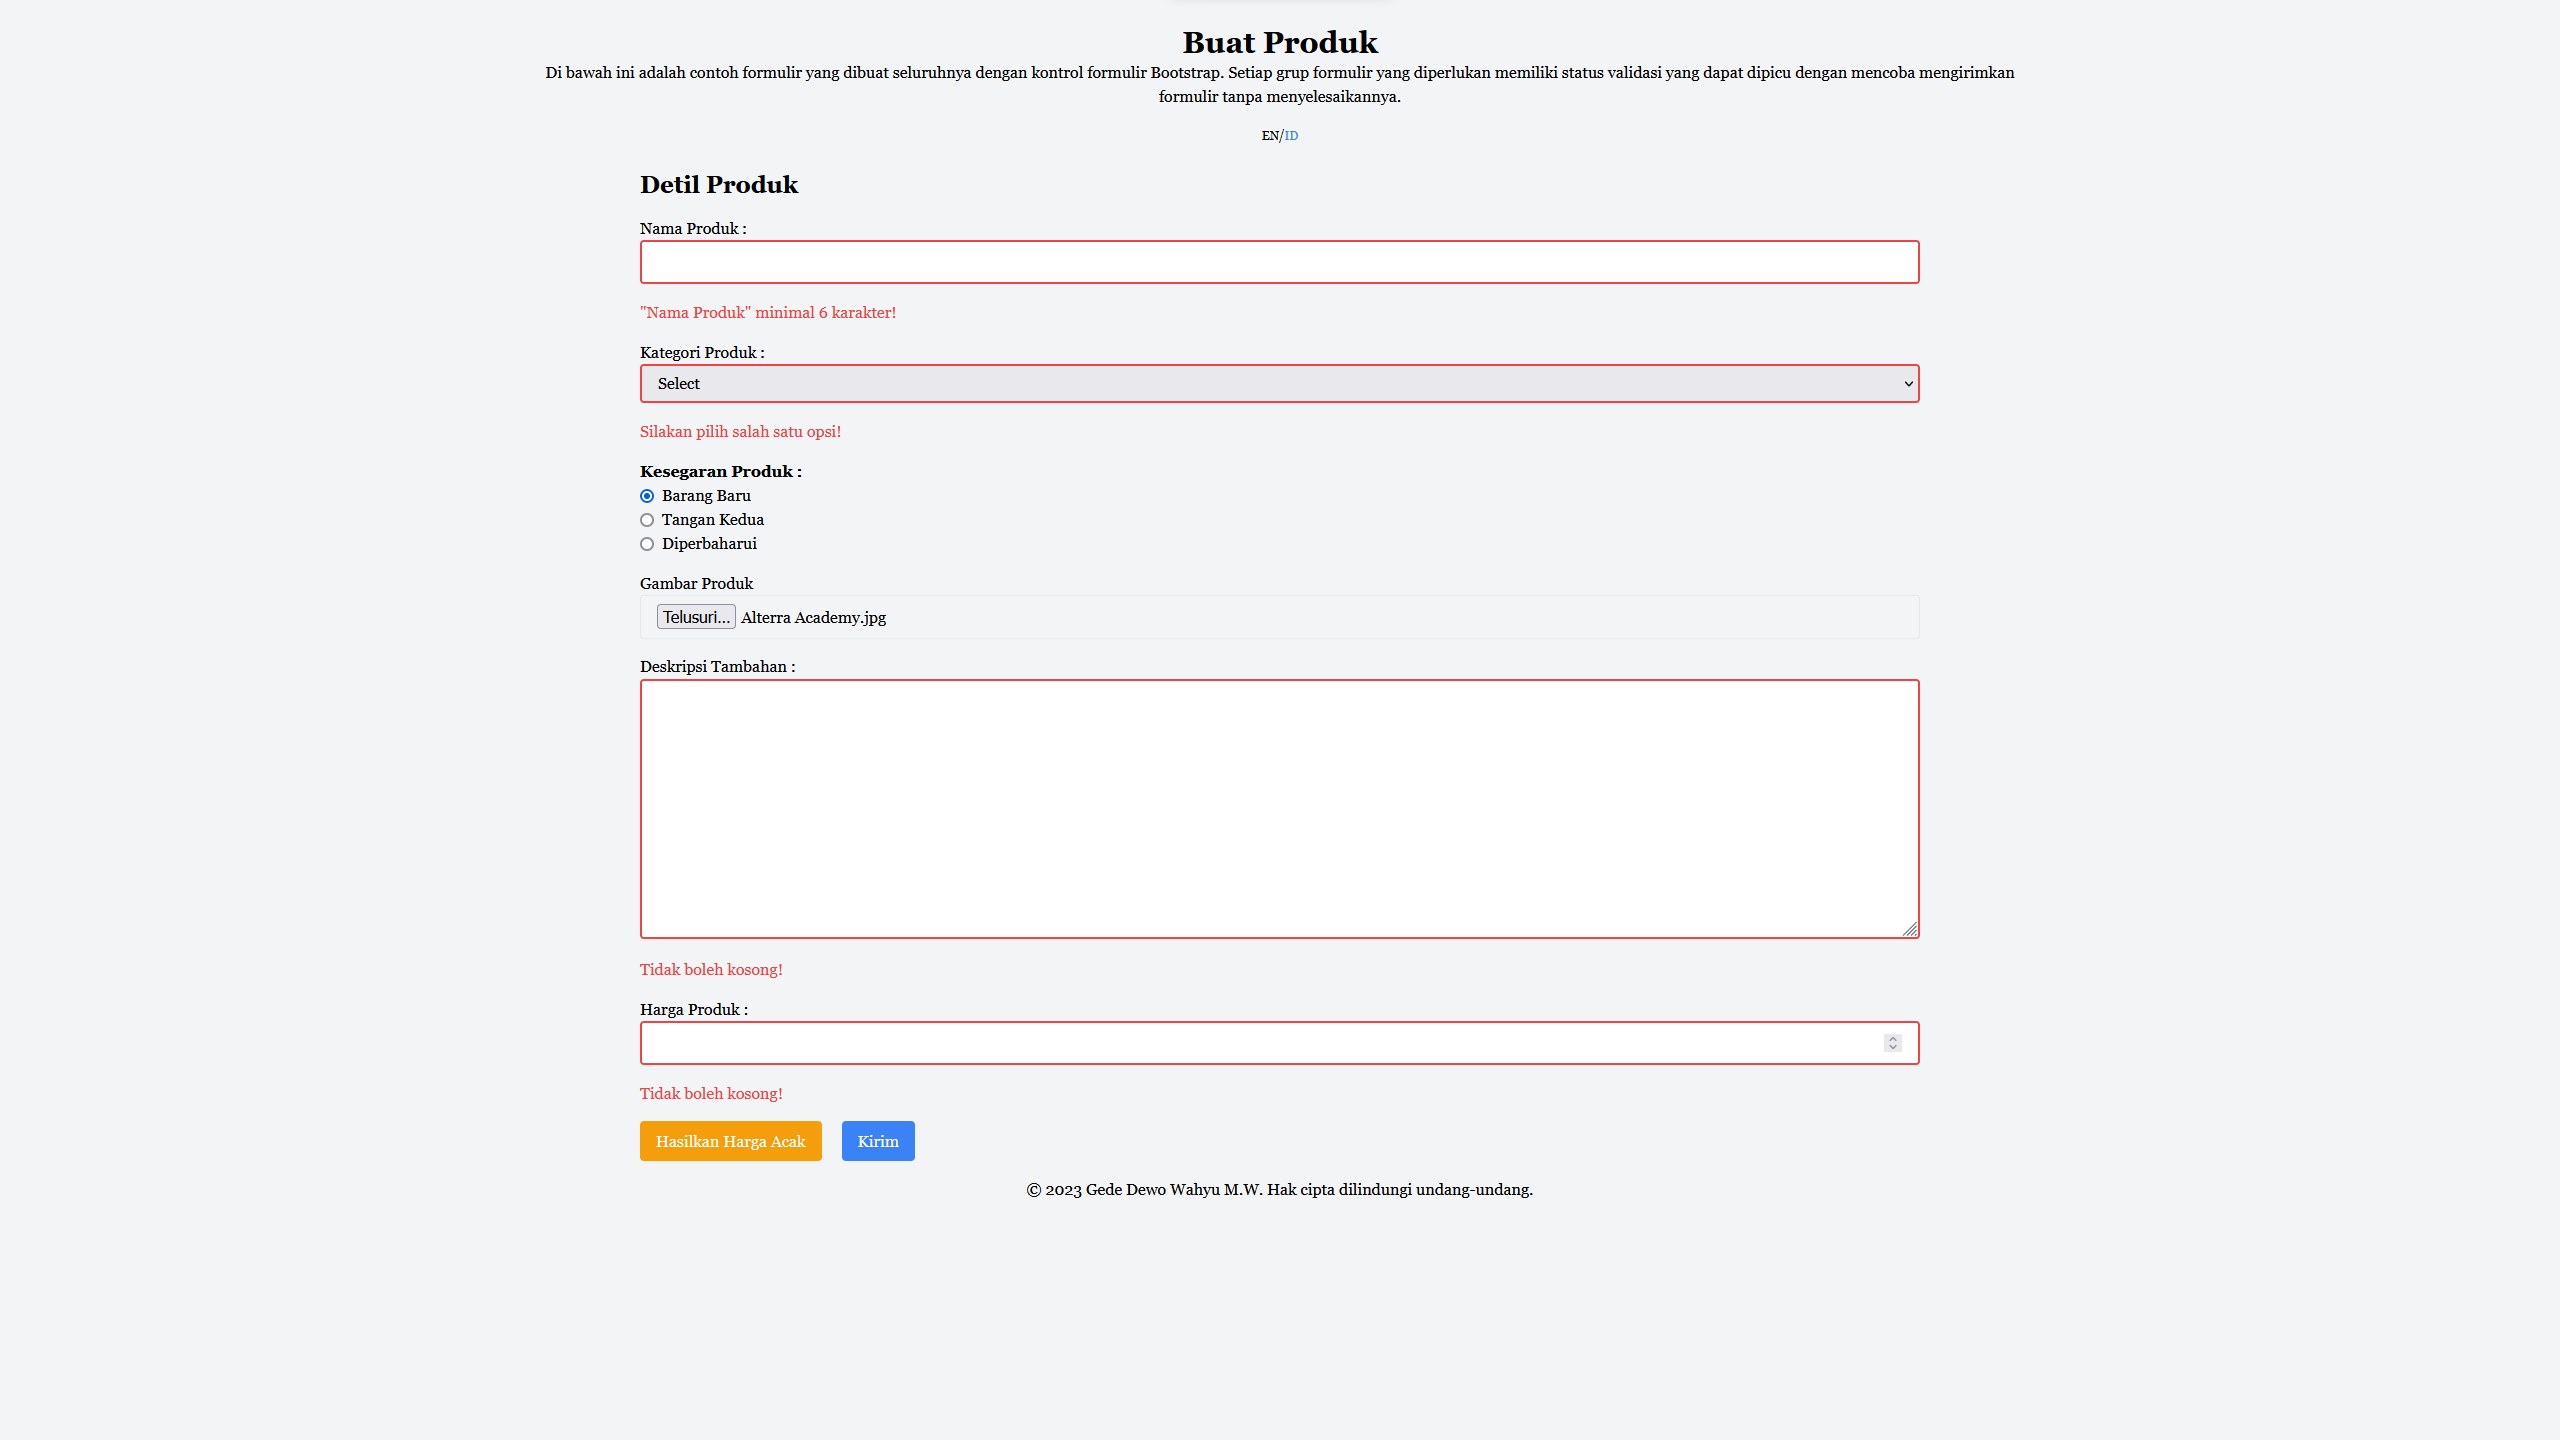 Buat Produk
Di bawah ini adalah contoh formulir yang dibuat seluruhnya dengan kontrol formulir Bootstrap. Setiap grup formulir yang diperlukan memiliki status validasi yang dapat dipicu dengan mencoba mengirimkan
formulir tanpa menyelesaikannya.
EN/ID
Detil Produk
Nama Produk :
"Nama Produk" minimal 6 karakter!
Kategori Produk :
Select
Silakan pilih salah satu opsi!
Kesegaran Produk :
Barang Baru
Tangan Kedua
Diperbaharui
Gambar Produk
Telusuri... Alterra Academy.jpg
Deskripsi Tambahan :
Tidak boleh kosong!
Harga Produk :
Tidak boleh kosong!
Hasilkan Harga Acak Kirim
© 2023 Gede Dewo Wahyu M.W. Hak cipta dilindungi undang-undang.